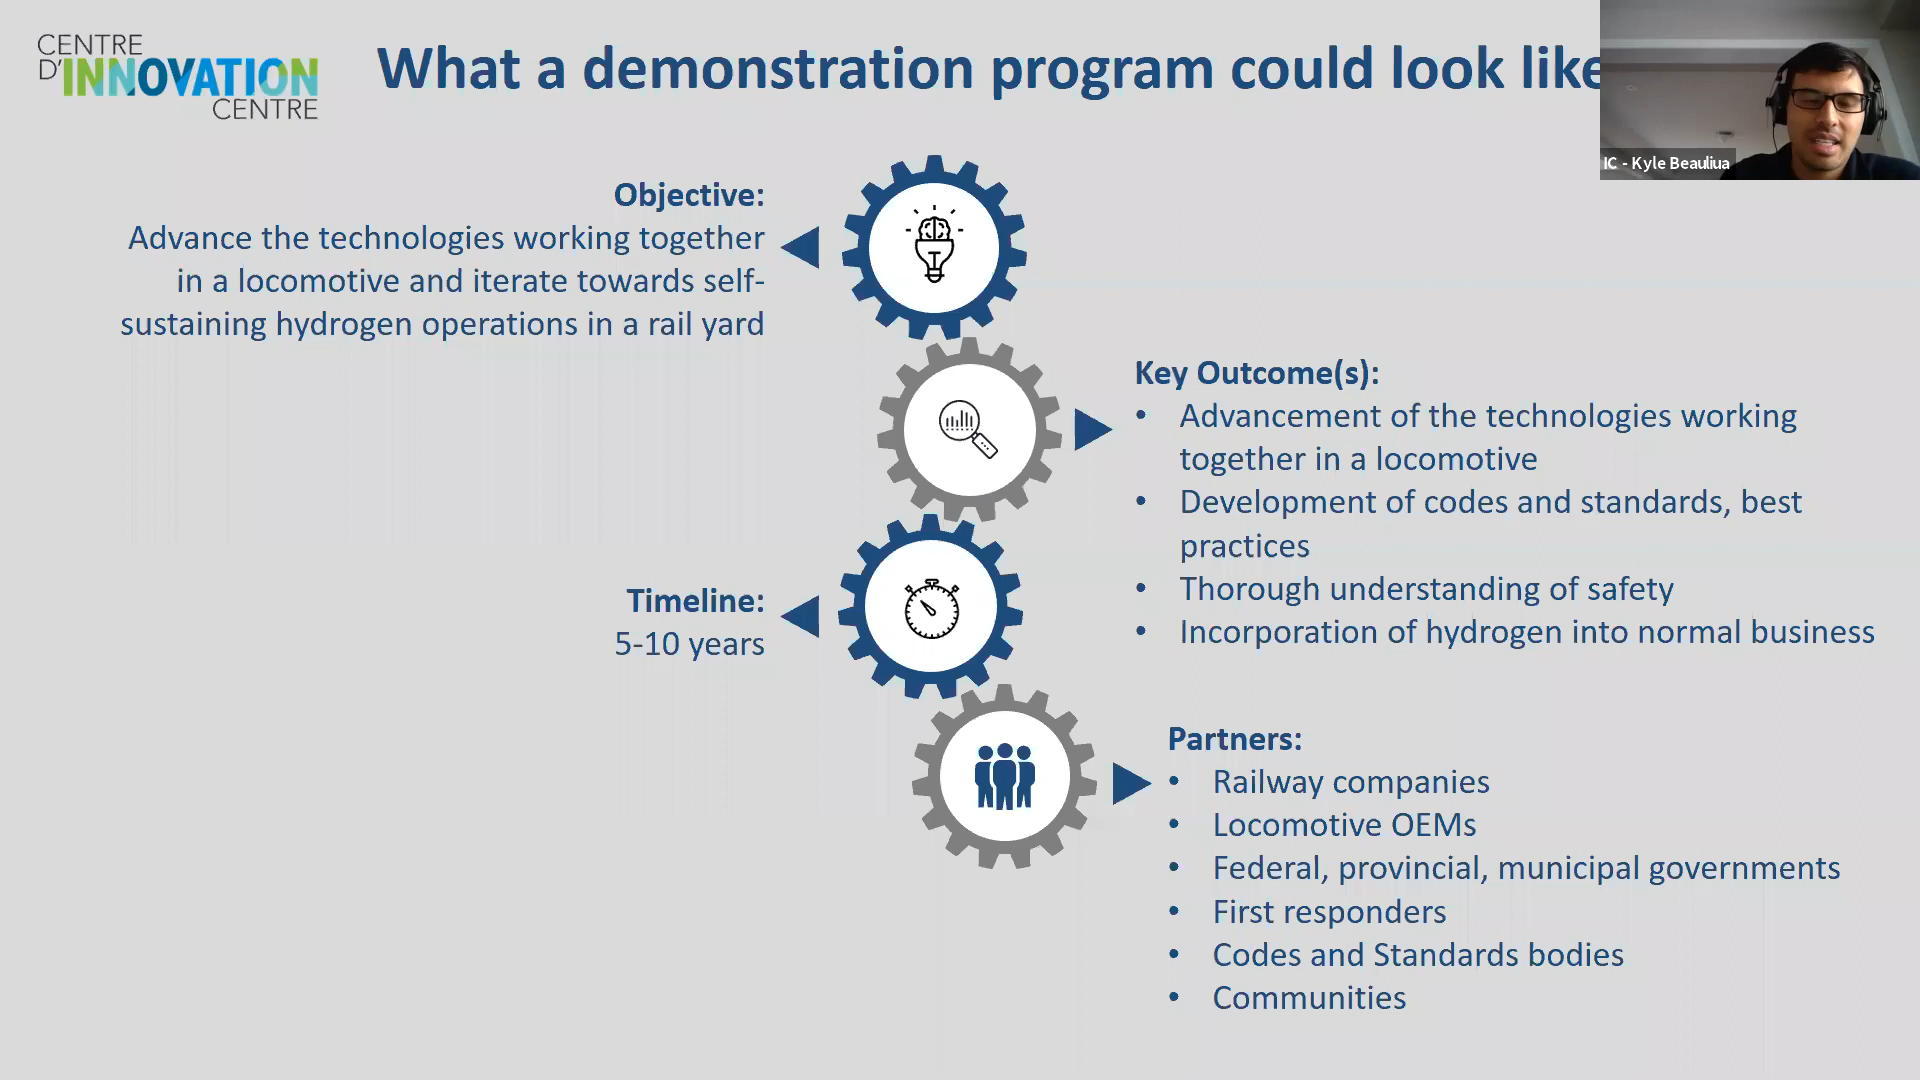 CENTRE
D'INNOVATION
CENTRE
What a demonstration program could look like
IC - Kyle Beauliua
Objective:
Advance the technologies working together
in a locomotive and iterate towards self-
sustaining hydrogen operations in a rail yard
Key Outcome(s):
• Advancement of the technologies working
together in a locomotive
• Development of codes and standards, best
practices
• Thorough understanding of safety
• Incorporation of hydrogen into normal business
Timeline:
5-10 years
Partners:
• Railway companies
• Locomotive OEMs
• Federal, provincial, municipal governments
• First responders
• Codes and Standards bodies
• Communities